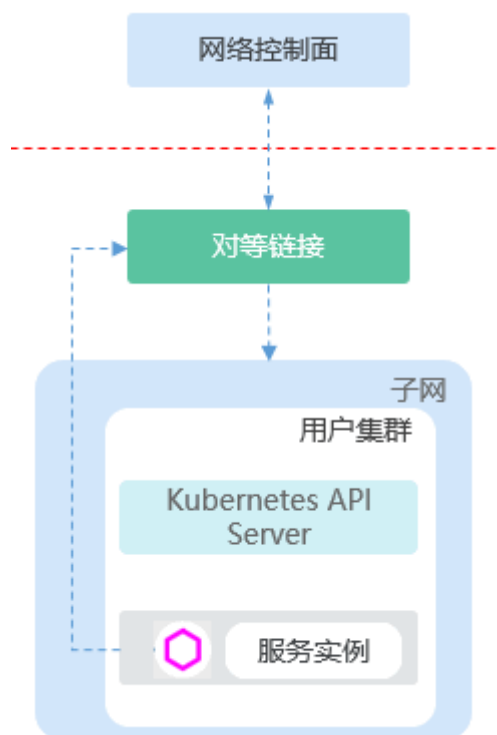 网络控制面
对等链接
子网
用户集群
Kubernetes API
Server
服务实例